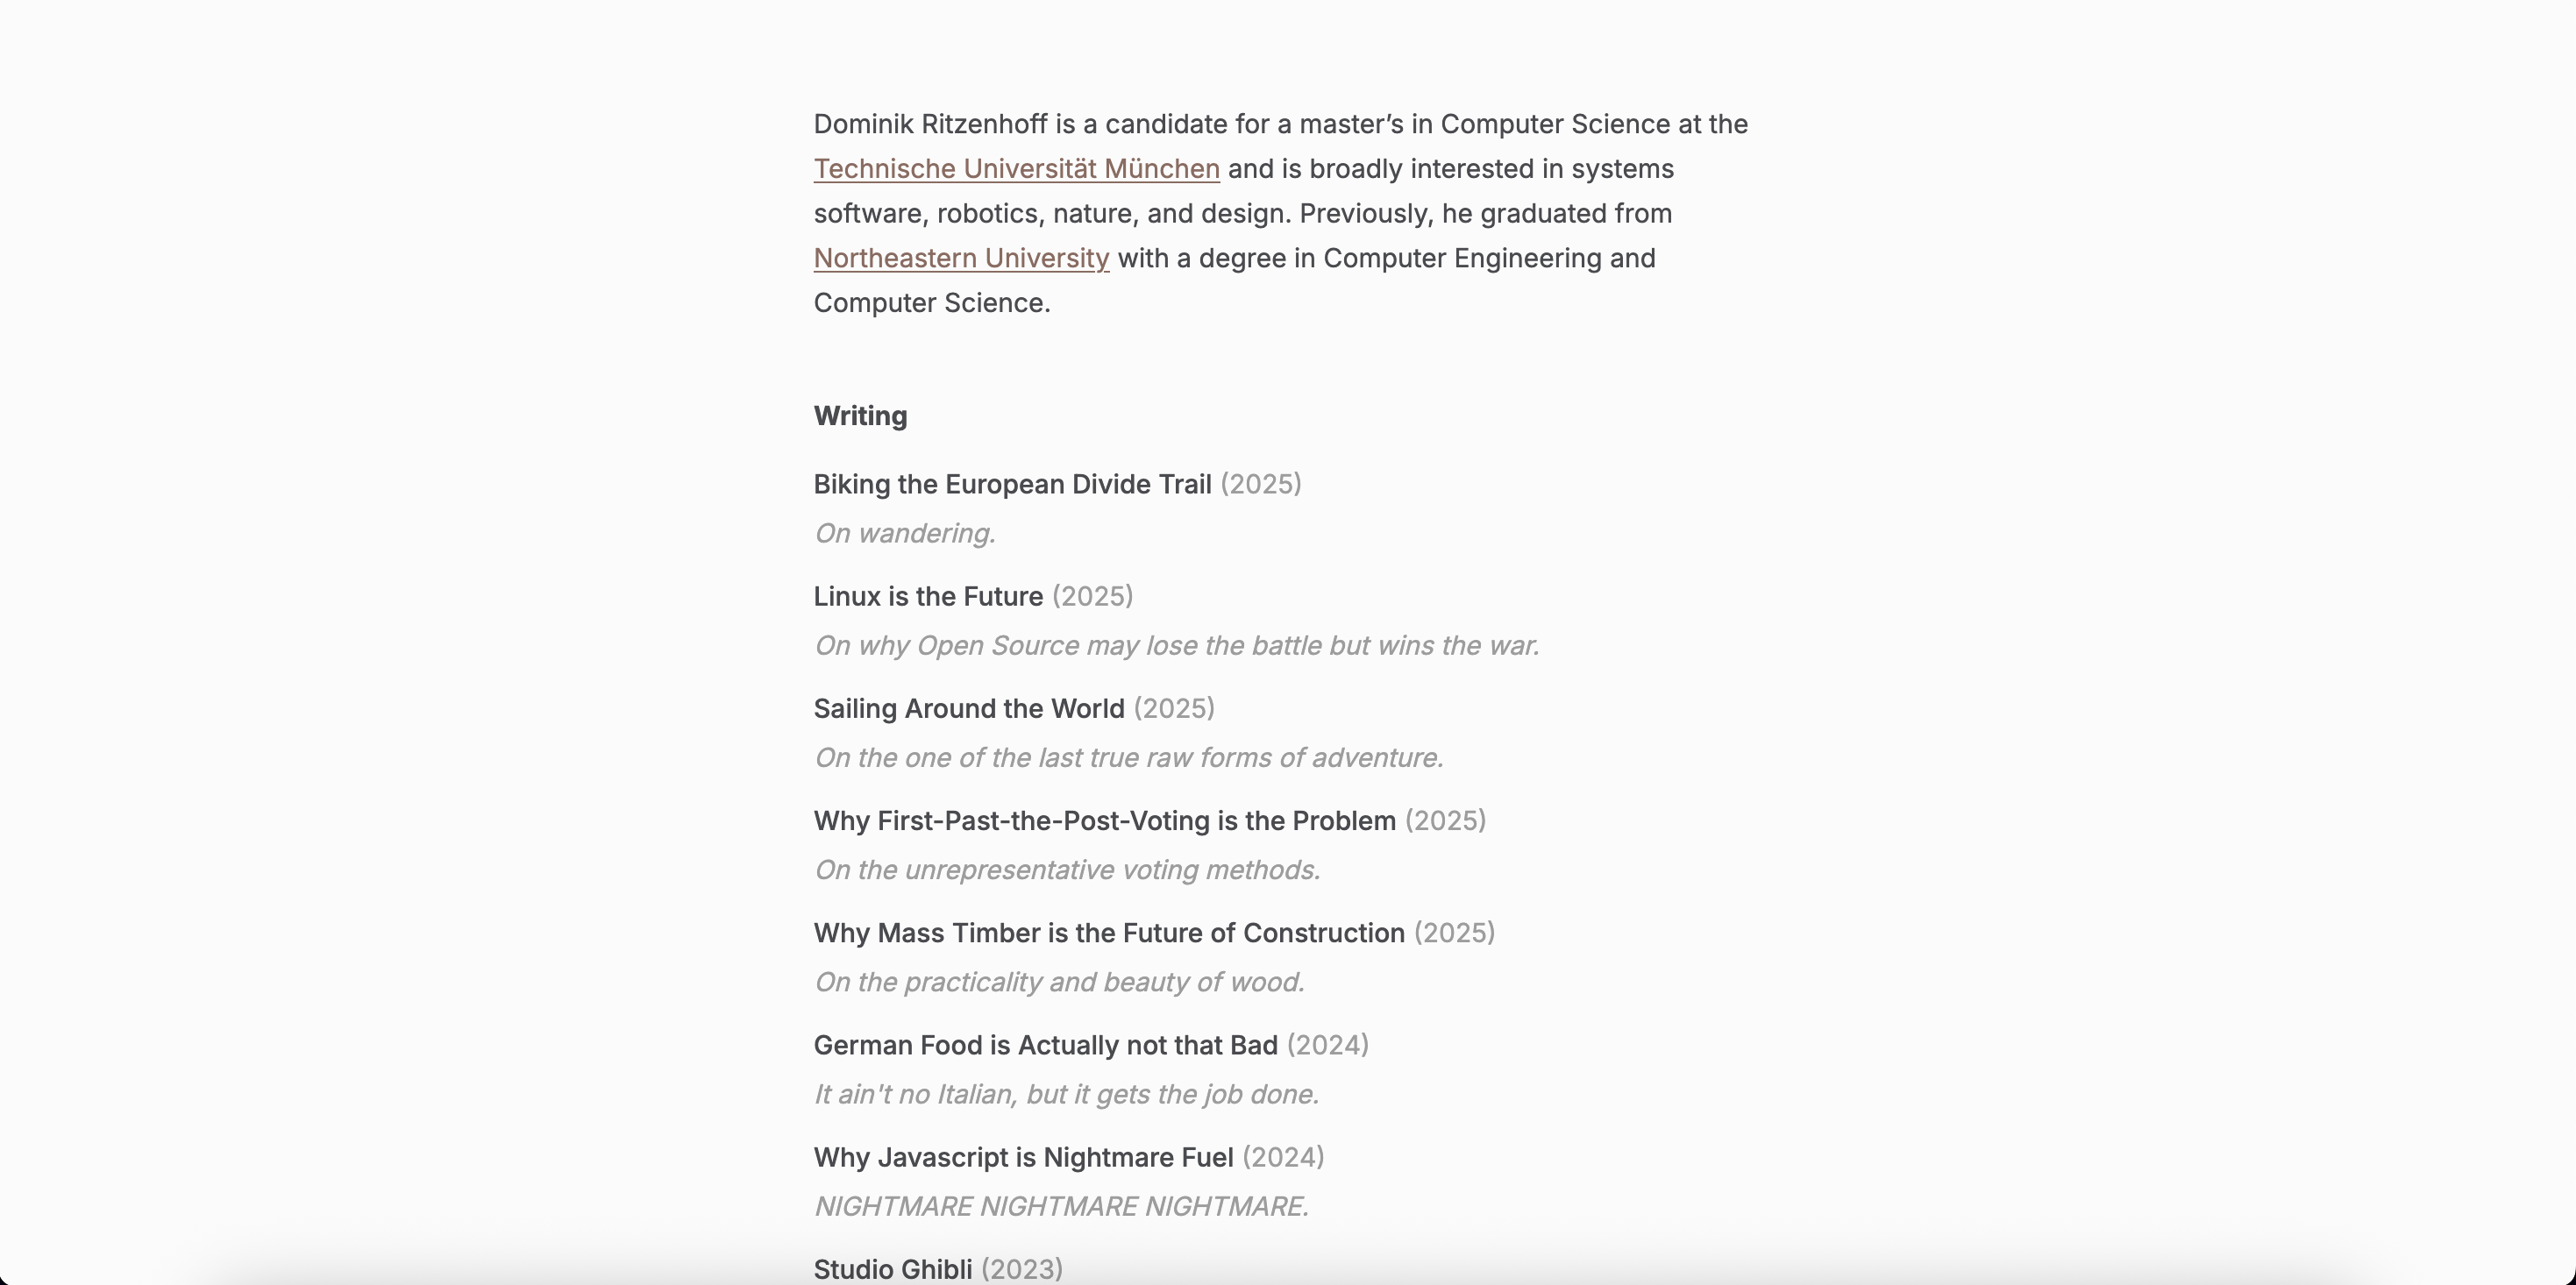 Dominik Ritzenhoff is a candidate for a master’s in Computer Science at the
Technische Universität München and is broadly interested in systems
software, robotics, nature, and design. Previously, he graduated from
Northeastern University with a degree in Computer Engineering and
Computer Science.
Writing
Biking the European Divide Trail (2025)
On wandering.
Linux is the Future (2025)
On why Open Source may lose the battle but wins the war.
Sailing Around the World (2025)
On the one of the last true raw forms of adventure.
Why First-Past-the-Post-Voting is the Problem (2025)
On the unrepresentative voting methods.
Why Mass Timber is the Future of Construction (2025)
On the practicality and beauty of wood.
German Food is Actually not that Bad (2024)
It ain't no Italian, but it gets the job done.
Why Javascript is Nightmare Fuel (2024)
NIGHTMARE NIGHTMARE NIGHTMARE.
Studio Ghibli (2023)